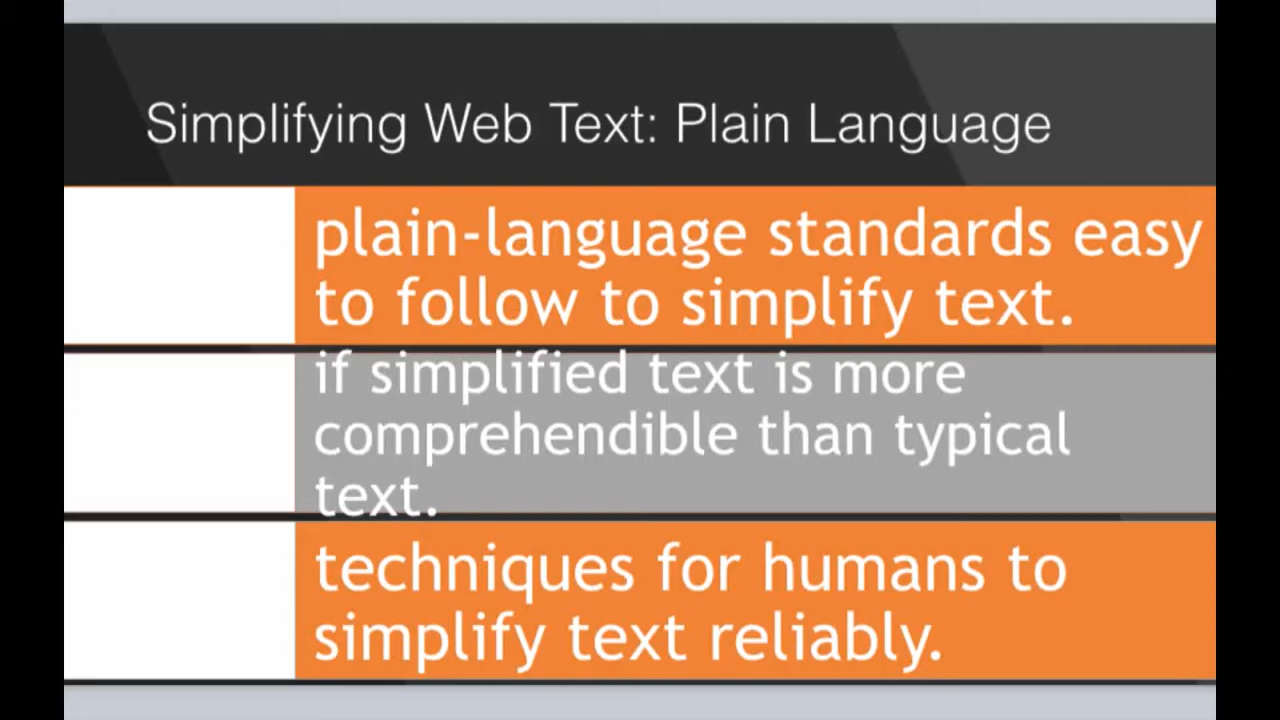 Simplifying Web Text: Plain Language
plain-language standards easy
to follow to simplify text.
if simplified text is more
comprehendible than typical
text.
techniques for humans to
simplify text reliably.